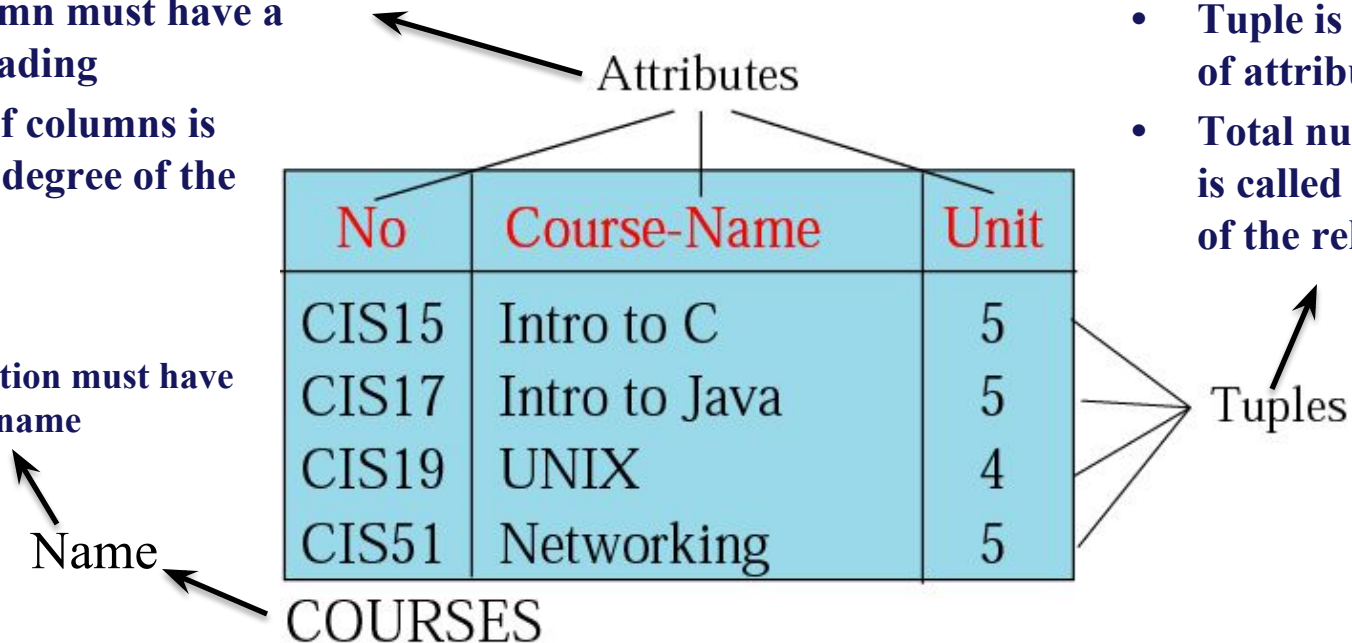 mn must have a
ading
f columns is
degree of the
tion must have
name
Name
Attributes
No Course-Name Unit
CIS15 Intro to C 5
CIS17 Intro to Java 5
CIS19 UNIX 4
CIS51 Networking 5
COURSES
• Tuple is
of attribu
• Total nu
is called
of the rel
Tuples